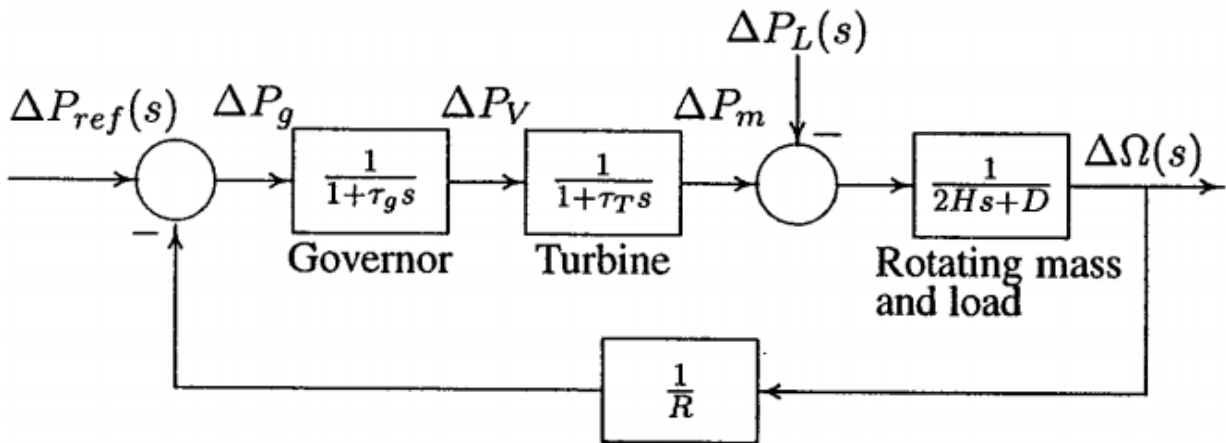 ΔP_L(s)
ΔP_ref(s)
ΔP_g
ΔP_V
ΔP_m
−
1/(1+τ_g s)
1/(1+τ_T s)
1/(2Hs+D)
ΔΩ(s)
−
Governor
Turbine
Rotating mass
and load
1/R